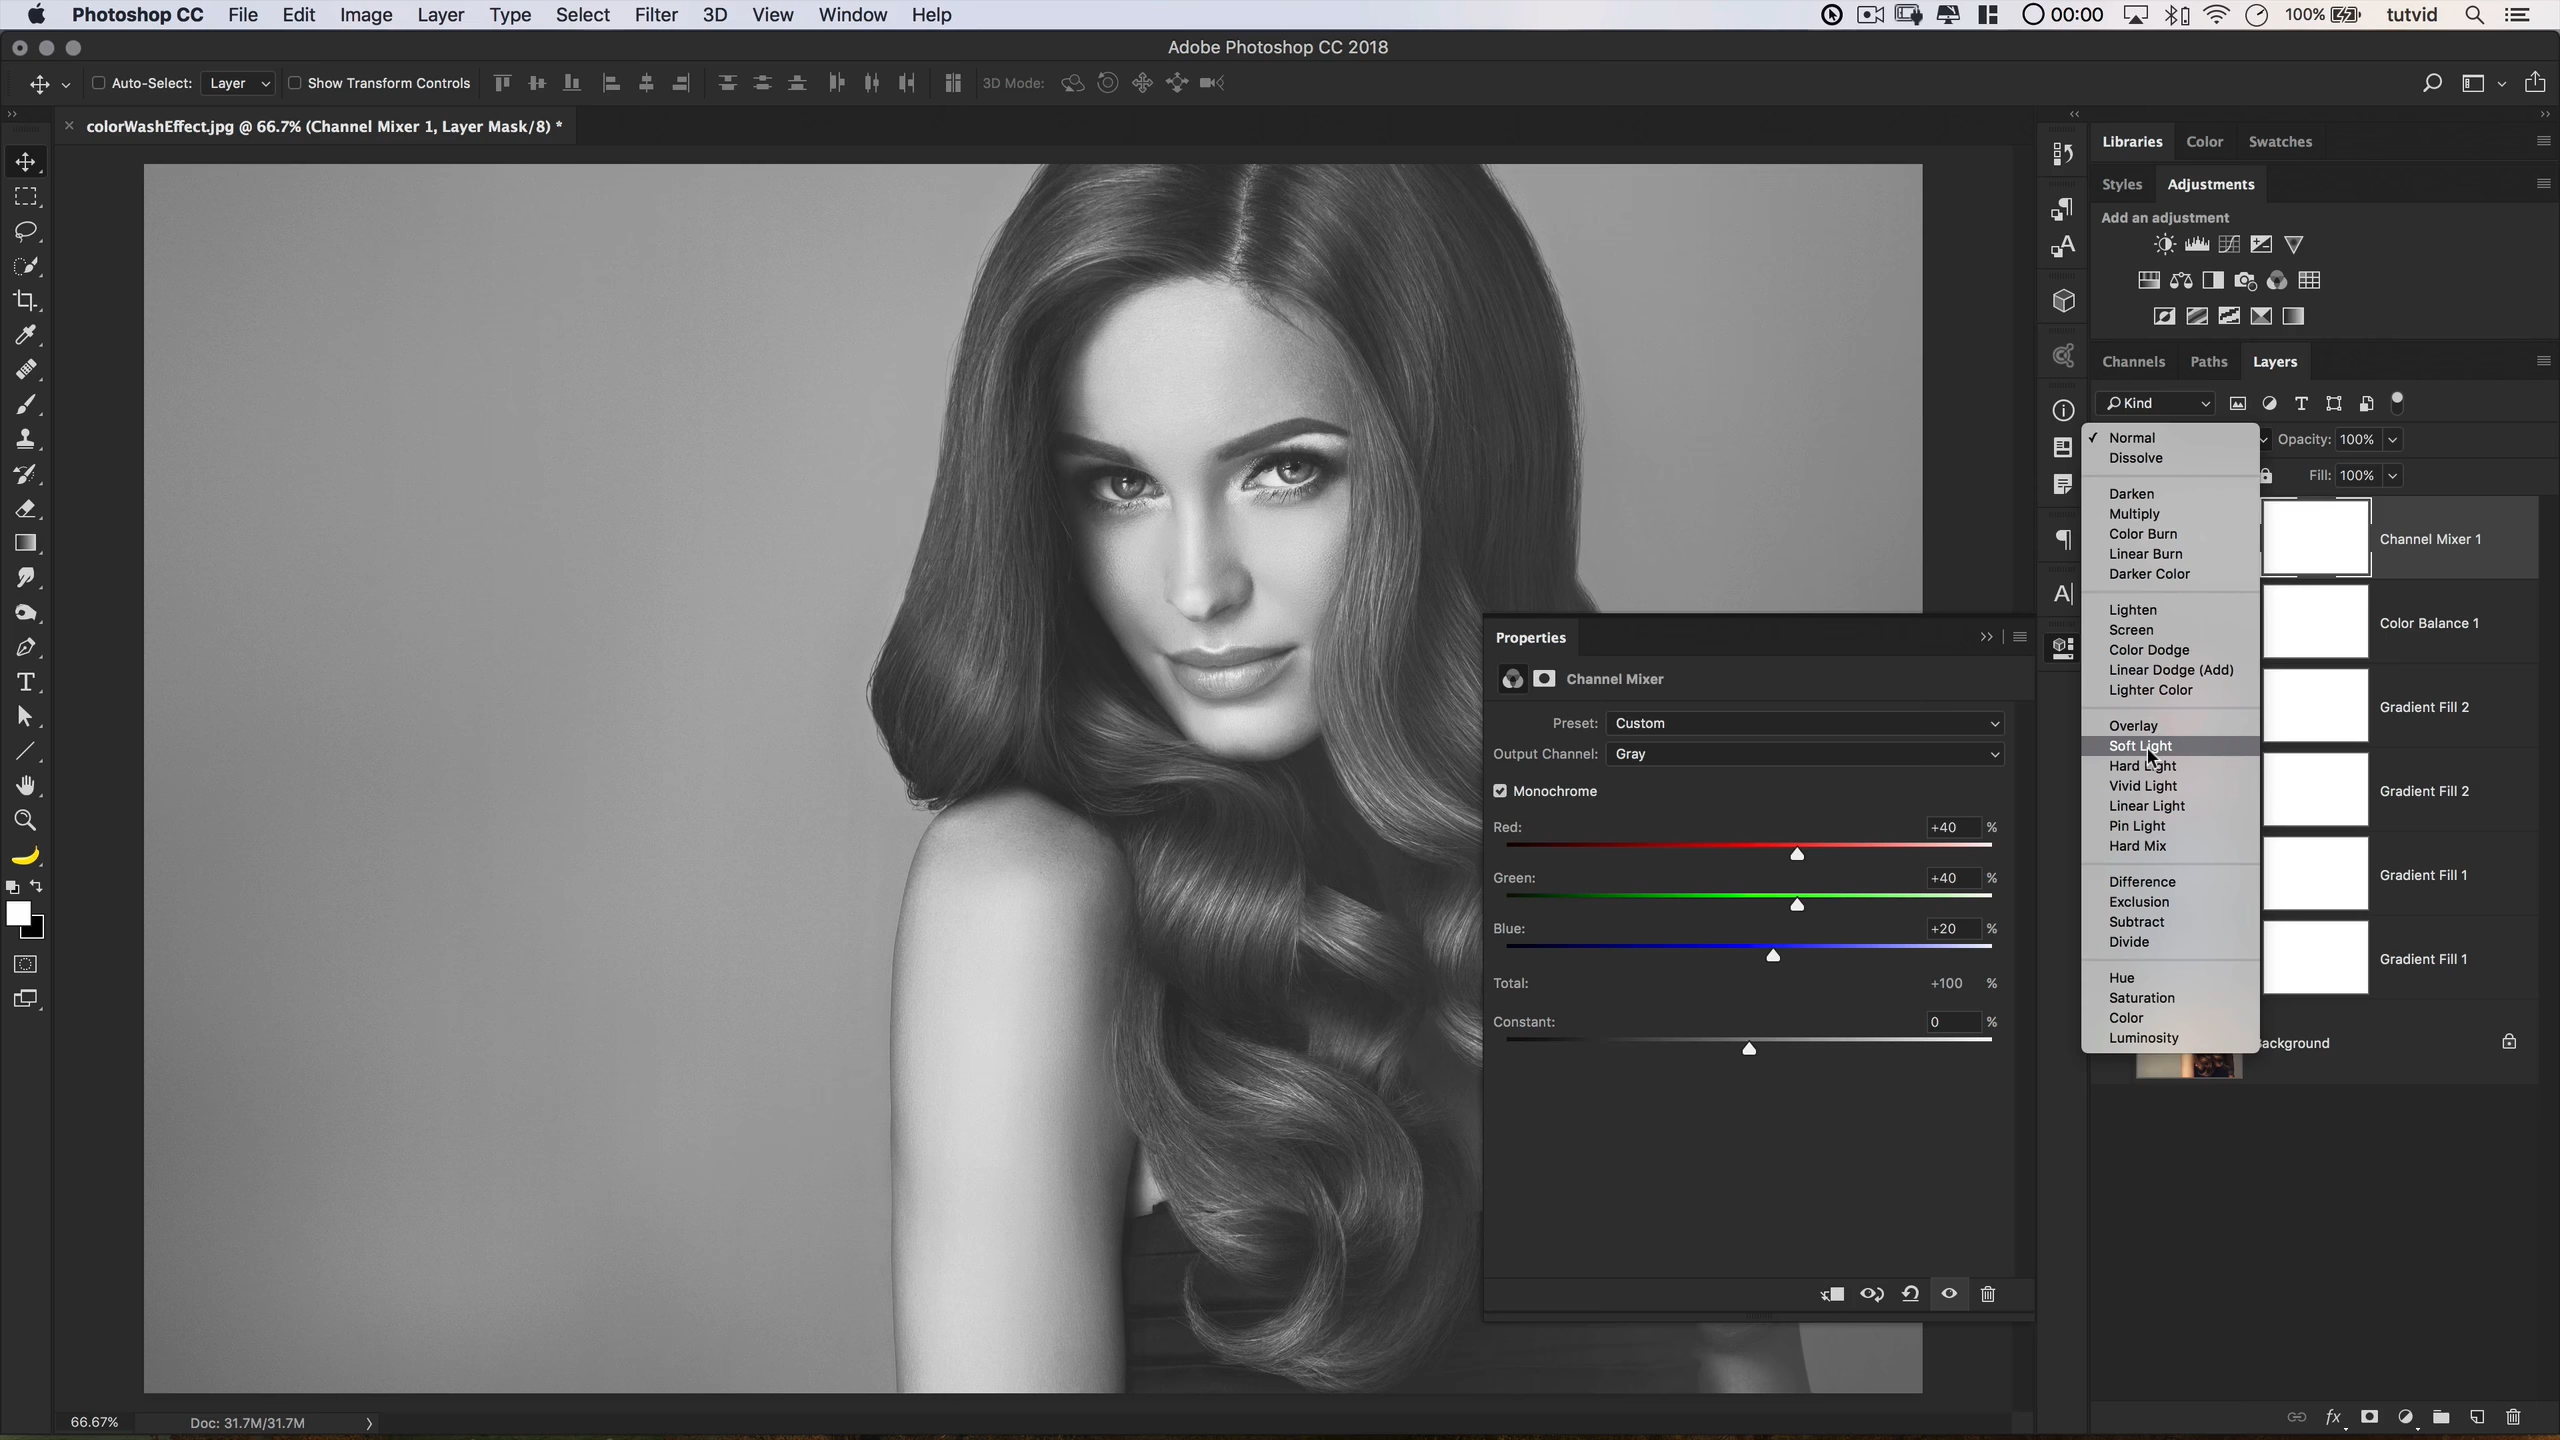 Photoshop CC File Edit Image Layer Type Select Filter 3D View Window Help 00:00 100% tutvid
Adobe Photoshop CC 2018
Auto-Select: Layer Show Transform Controls 3D Mode:
colorWashEffect.jpg @ 66.7% (Channel Mixer 1, Layer Mask/8) *
Libraries Color Swatches
Styles Adjustments
Add an adjustment
Channels Paths Layers
Kind
Opacity: 100%
Fill: 100%
Normal
Dissolve
Darken
Multiply
Color Burn
Linear Burn
Darker Color
Lighten
Screen
Color Dodge
Linear Dodge (Add)
Lighter Color
Overlay
Soft Light
Hard Light
Vivid Light
Linear Light
Pin Light
Hard Mix
Difference
Exclusion
Subtract
Divide
Hue
Saturation
Color
Luminosity
Channel Mixer 1
Color Balance 1
Gradient Fill 2
Gradient Fill 2
Gradient Fill 1
Gradient Fill 1
Background
Properties
Channel Mixer
Preset: Custom
Output Channel: Gray
Monochrome
Red: +40 %
Green: +40 %
Blue: +20 %
Total: +100 %
Constant: 0 %
66.67% Doc: 31.7M/31.7M
fx